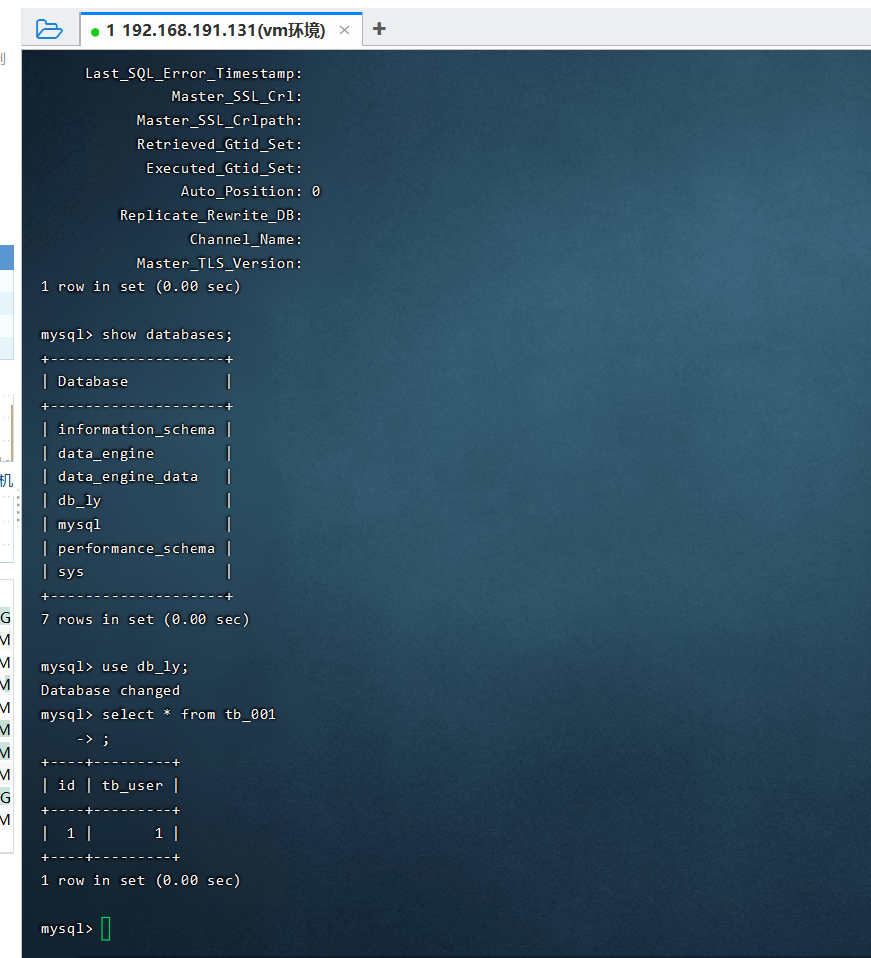 1 192.168.191.131(vm环境) × +
Last_SQL_Error_Timestamp:
Master_SSL_Crl:
Master_SSL_Crlpath:
Retrieved_Gtid_Set:
Executed_Gtid_Set:
Auto_Position: 0
Replicate_Rewrite_DB:
Channel_Name:
Master_TLS_Version:
1 row in set (0.00 sec)
mysql> show databases;
+--------------------+
| Database           |
+--------------------+
| information_schema |
| data_engine        |
| data_engine_data   |
| db_ly              |
| mysql              |
| performance_schema |
| sys                |
+--------------------+
7 rows in set (0.00 sec)
mysql> use db_ly;
Database changed
mysql> select * from tb_001
    -> ;
+----+---------+
| id | tb_user |
+----+---------+
|  1 |       1 |
+----+---------+
1 row in set (0.00 sec)
mysql>
机
G
M
M
M
M
M
M
M
G
M